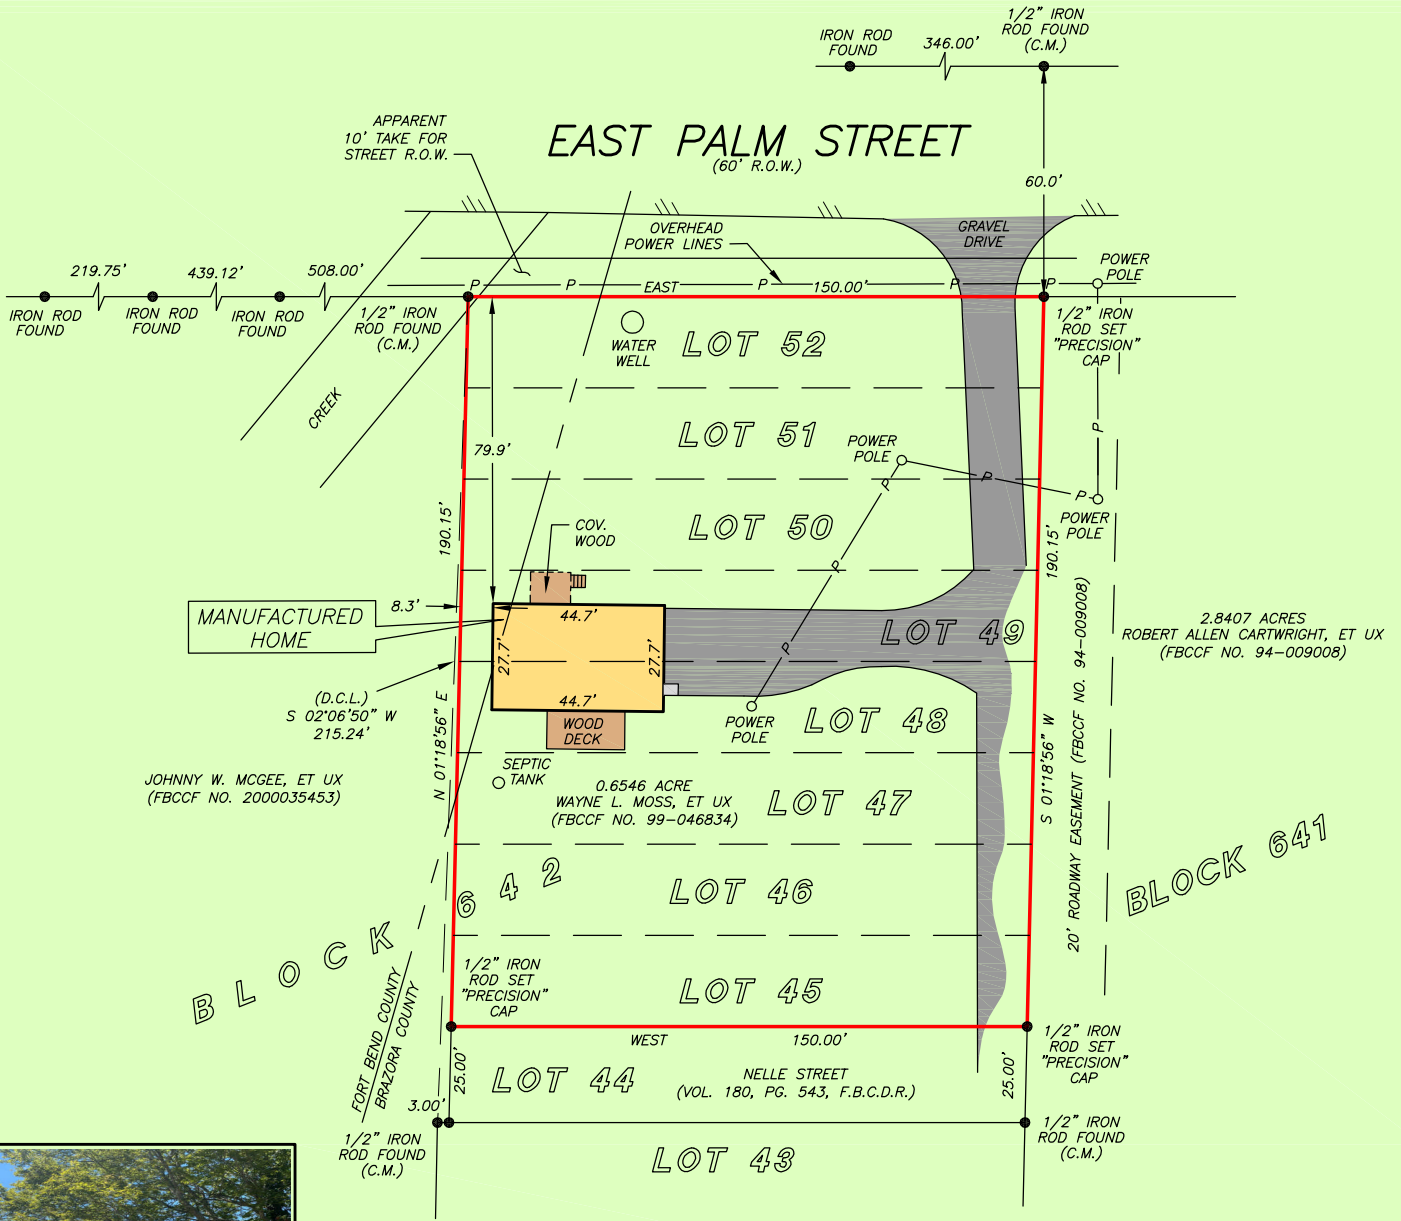 1/2" IRON
ROD FOUND
(C.M.)
IRON ROD
FOUND
346.00'
APPARENT
10' TAKE FOR
STREET R.O.W.
EAST PALM STREET
(60' R.O.W.)
60.0'
OVERHEAD
POWER LINES
GRAVEL
DRIVE
POWER
POLE
219.75'
439.12'
508.00'
IRON ROD
FOUND
IRON ROD
FOUND
IRON ROD
FOUND
1/2" IRON
ROD FOUND
(C.M.)
P
P
EAST
P
150.00'
P
P
1/2" IRON
ROD SET
"PRECISION"
CAP
WATER
WELL
LOT 52
CREEK
79.9'
LOT 51
POWER
POLE
P
P
P
P
POWER
POLE
190.15'
COV.
WOOD
LOT 50
190.15'
P
MANUFACTURED
HOME
8.3'
44.7'
27.7'
27.7'
44.7'
P
LOT 49
2.8407 ACRES
ROBERT ALLEN CARTWRIGHT, ET UX
(FBCCF NO. 94-009008)
(D.C.L.)
S 02°06'50" W
215.24'
WOOD
DECK
POWER
POLE
LOT 48
N 01°18'56" E
S 01°18'56" W
20' ROADWAY EASEMENT (FBCCF NO. 94-009008)
JOHNNY W. MCGEE, ET UX
(FBCCF NO. 2000035453)
SEPTIC
TANK
0.6546 ACRE
WAYNE L. MOSS, ET UX
(FBCCF NO. 99-046834)
LOT 47
BLOCK 642
LOT 46
BLOCK 641
1/2" IRON
ROD SET
"PRECISION"
CAP
LOT 45
FORT BEND COUNTY
BRAZORA COUNTY
WEST
150.00'
1/2" IRON
ROD SET
"PRECISION"
CAP
25.00'
LOT 44
NELLE STREET
(VOL. 180, PG. 543, F.B.C.D.R.)
25.00'
3.00'
1/2" IRON
ROD FOUND
(C.M.)
1/2" IRON
ROD FOUND
(C.M.)
LOT 43